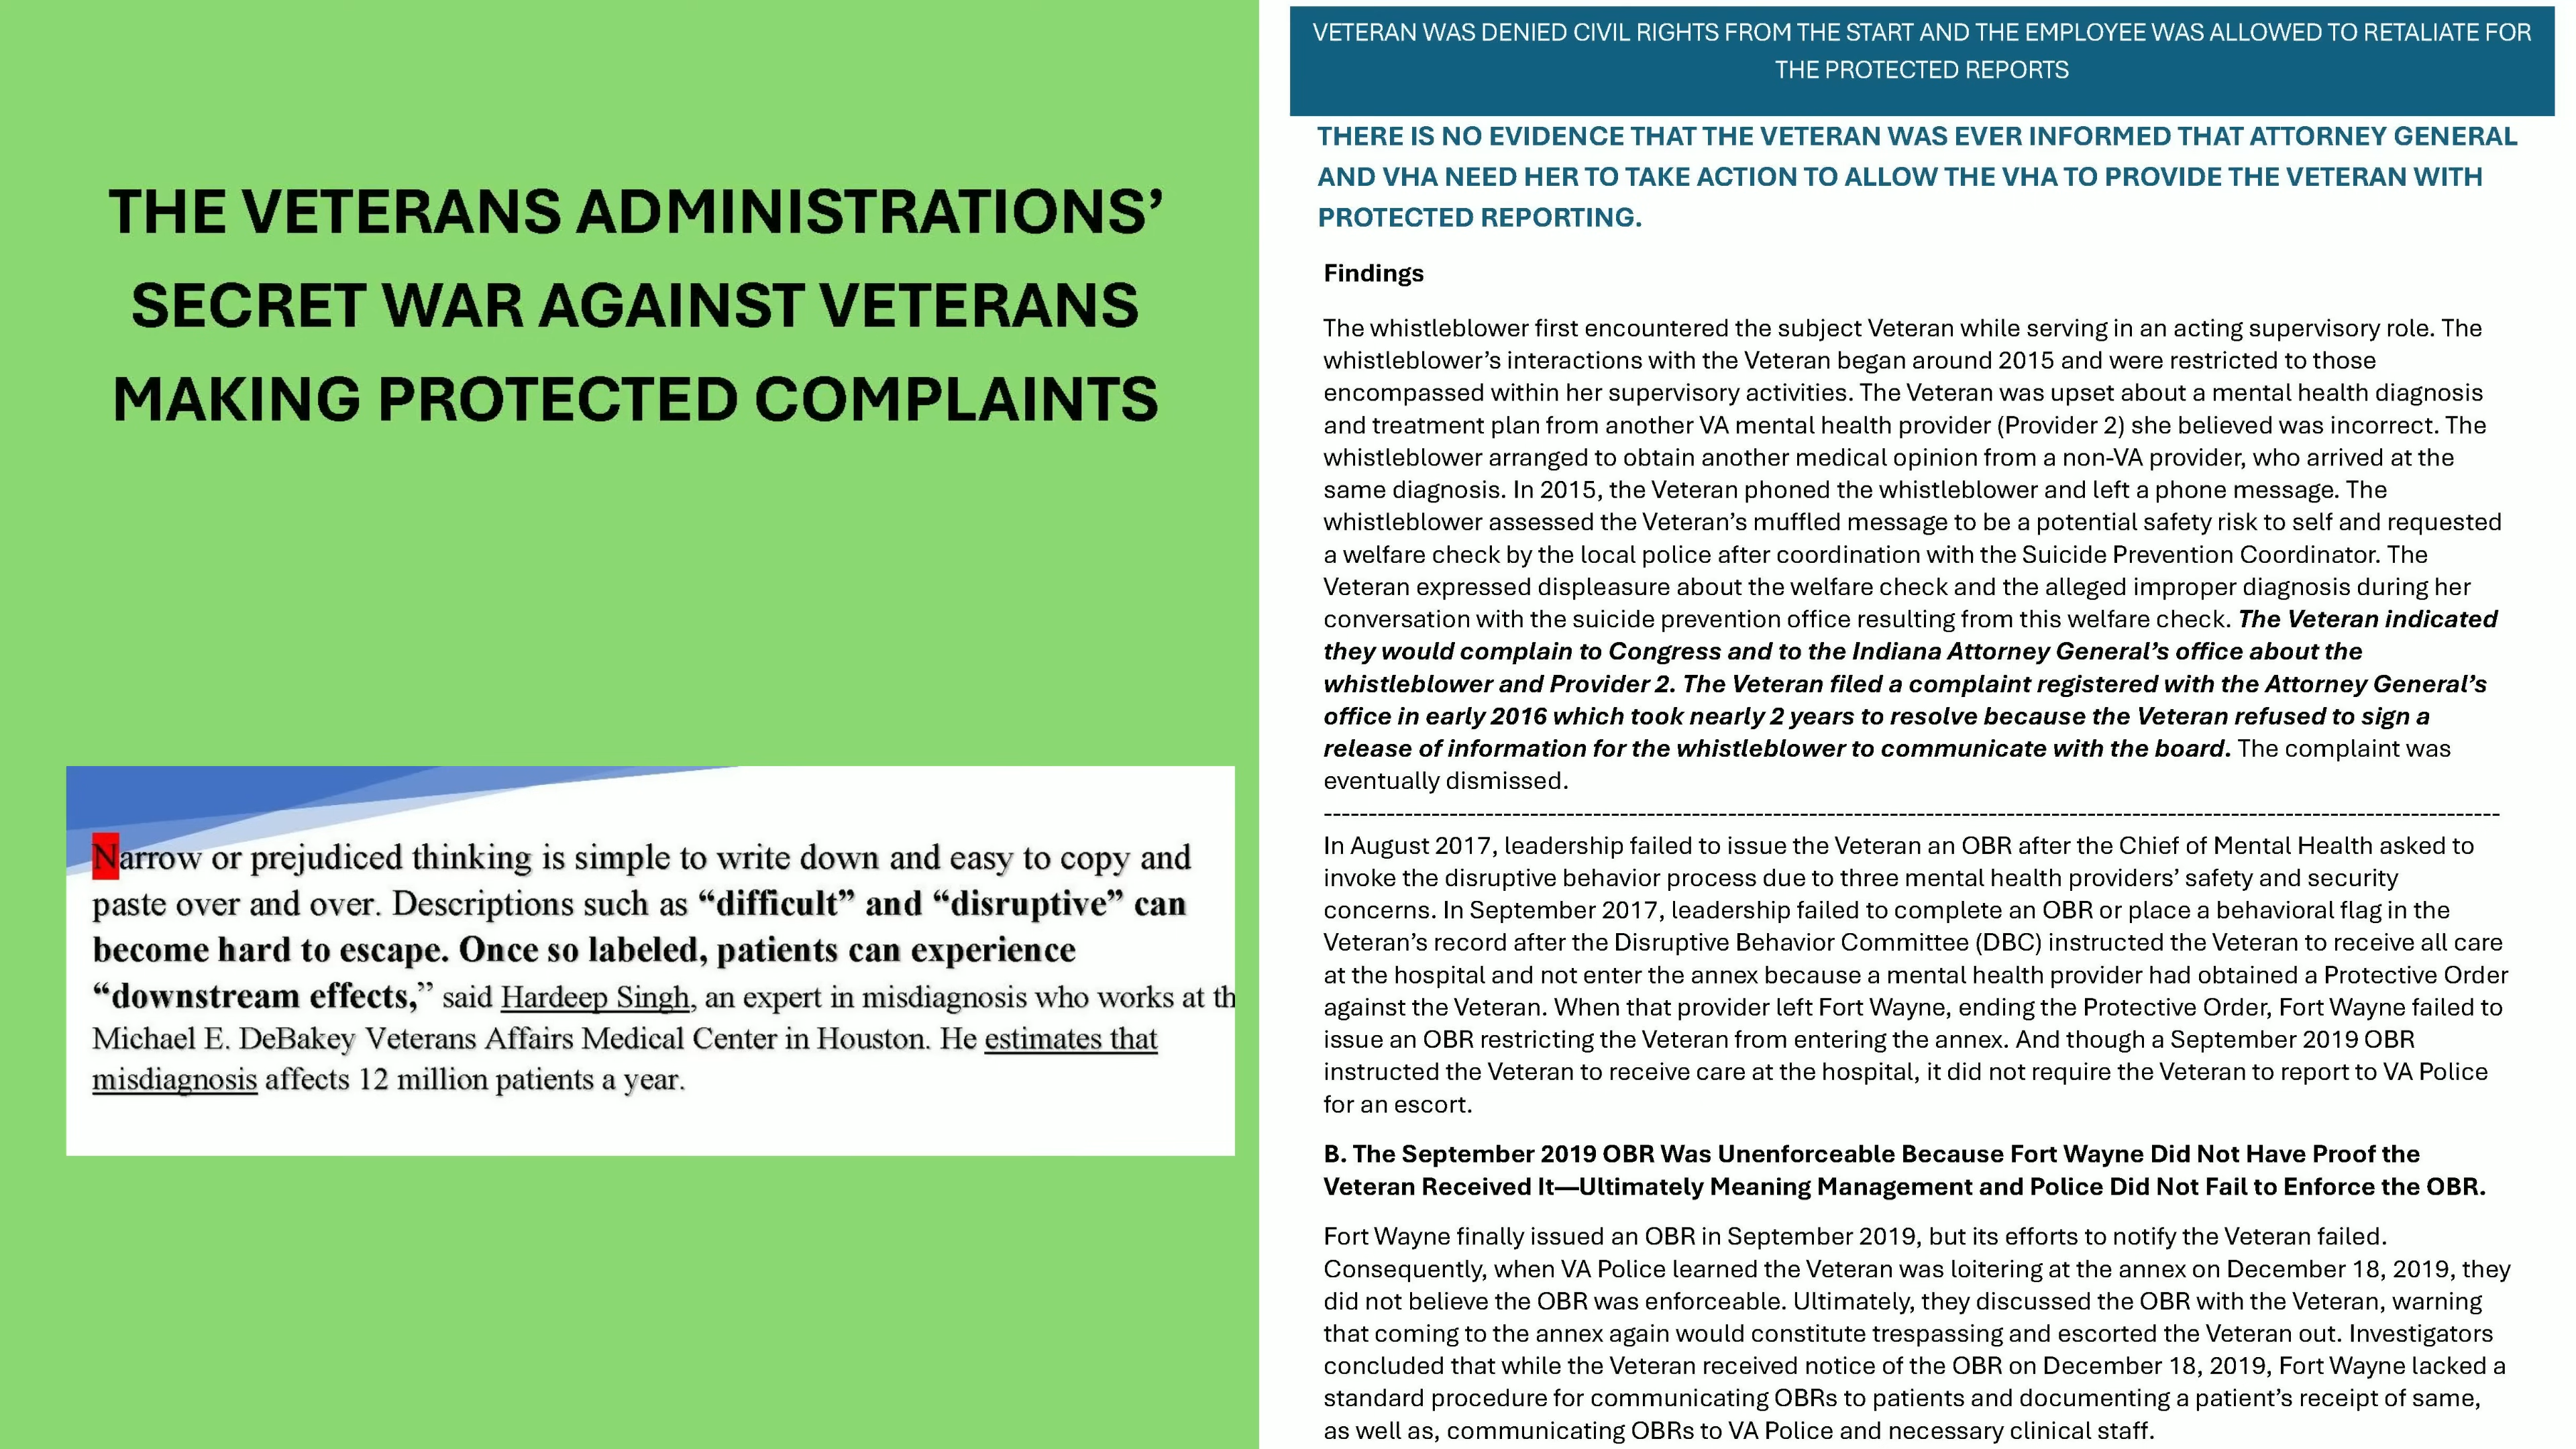 THE VETERANS ADMINISTRATIONS'
SECRET WAR AGAINST VETERANS
MAKING PROTECTED COMPLAINTS
Narrow or prejudiced thinking is simple to write down and easy to copy and
paste over and over. Descriptions such as “difficult” and “disruptive” can
become hard to escape. Once so labeled, patients can experience
“downstream effects,” said Hardeep Singh, an expert in misdiagnosis who works at th
Michael E. DeBakey Veterans Affairs Medical Center in Houston. He estimates that
misdiagnosis affects 12 million patients a year.
VETERAN WAS DENIED CIVIL RIGHTS FROM THE START AND THE EMPLOYEE WAS ALLOWED TO RETALIATE FOR
THE PROTECTED REPORTS
THERE IS NO EVIDENCE THAT THE VETERAN WAS EVER INFORMED THAT ATTORNEY GENERAL
AND VHA NEED HER TO TAKE ACTION TO ALLOW THE VHA TO PROVIDE THE VETERAN WITH
PROTECTED REPORTING.
Findings
The whistleblower first encountered the subject Veteran while serving in an acting supervisory role. The
whistleblower's interactions with the Veteran began around 2015 and were restricted to those
encompassed within her supervisory activities. The Veteran was upset about a mental health diagnosis
and treatment plan from another VA mental health provider (Provider 2) she believed was incorrect. The
whistleblower arranged to obtain another medical opinion from a non-VA provider, who arrived at the
same diagnosis. In 2015, the Veteran phoned the whistleblower and left a phone message. The
whistleblower assessed the Veteran's muffled message to be a potential safety risk to self and requested
a welfare check by the local police after coordination with the Suicide Prevention Coordinator. The
Veteran expressed displeasure about the welfare check and the alleged improper diagnosis during her
conversation with the suicide prevention office resulting from this welfare check. The Veteran indicated
they would complain to Congress and to the Indiana Attorney General's office about the
whistleblower and Provider 2. The Veteran filed a complaint registered with the Attorney General's
office in early 2016 which took nearly 2 years to resolve because the Veteran refused to sign a
release of information for the whistleblower to communicate with the board. The complaint was
eventually dismissed.
----------------------------------------------------------------------------------------------------
In August 2017, leadership failed to issue the Veteran an OBR after the Chief of Mental Health asked to
invoke the disruptive behavior process due to three mental health providers' safety and security
concerns. In September 2017, leadership failed to complete an OBR or place a behavioral flag in the
Veteran's record after the Disruptive Behavior Committee (DBC) instructed the Veteran to receive all care
at the hospital and not enter the annex because a mental health provider had obtained a Protective Order
against the Veteran. When that provider left Fort Wayne, ending the Protective Order, Fort Wayne failed to
issue an OBR restricting the Veteran from entering the annex. And though a September 2019 OBR
instructed the Veteran to receive care at the hospital, it did not require the Veteran to report to VA Police
for an escort.
B. The September 2019 OBR Was Unenforceable Because Fort Wayne Did Not Have Proof the
Veteran Received It—Ultimately Meaning Management and Police Did Not Fail to Enforce the OBR.
Fort Wayne finally issued an OBR in September 2019, but its efforts to notify the Veteran failed.
Consequently, when VA Police learned the Veteran was loitering at the annex on December 18, 2019, they
did not believe the OBR was enforceable. Ultimately, they discussed the OBR with the Veteran, warning
that coming to the annex again would constitute trespassing and escorted the Veteran out. Investigators
concluded that while the Veteran received notice of the OBR on December 18, 2019, Fort Wayne lacked a
standard procedure for communicating OBRs to patients and documenting a patient's receipt of same,
as well as, communicating OBRs to VA Police and necessary clinical staff.